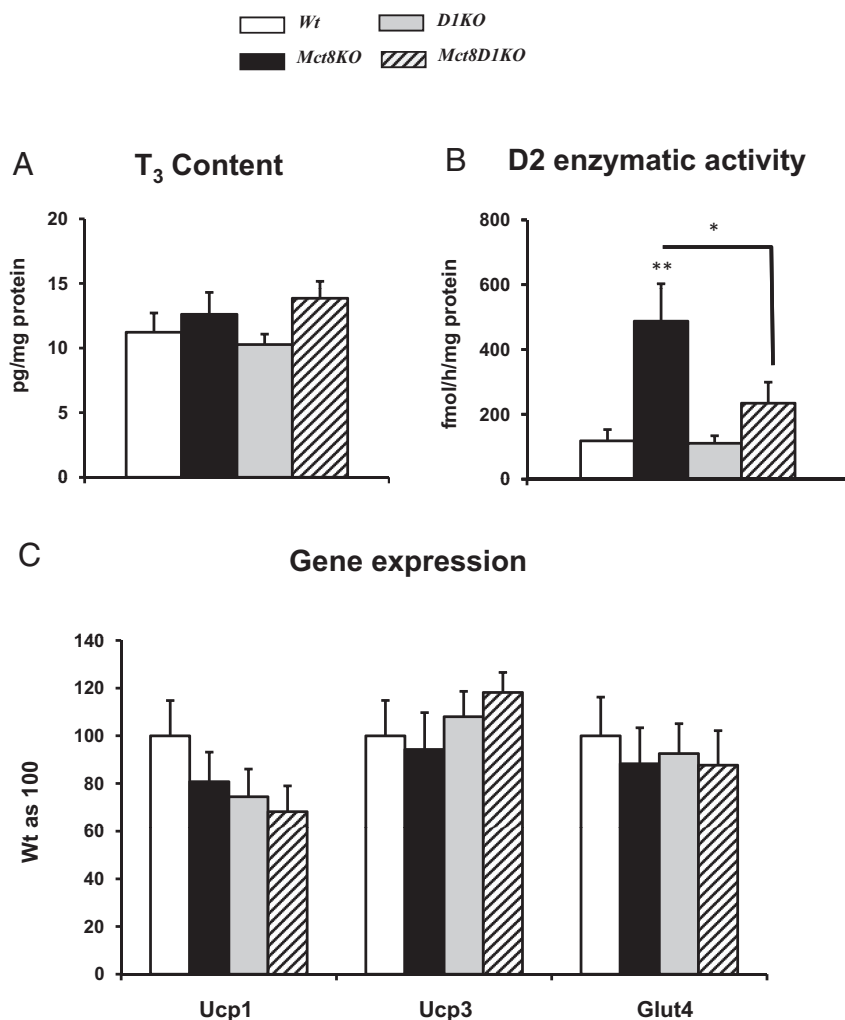 Wt D1KO
Mct8KO Mct8D1KO
A T3 Content
pg/mg protein
20
15
10
5
0
B D2 enzymatic activity
fmol/h/mg protein
800
600
400
200
0
*
**
C Gene expression
Wt as 100
140
120
100
80
60
40
20
0
Ucp1 Ucp3 Glut4